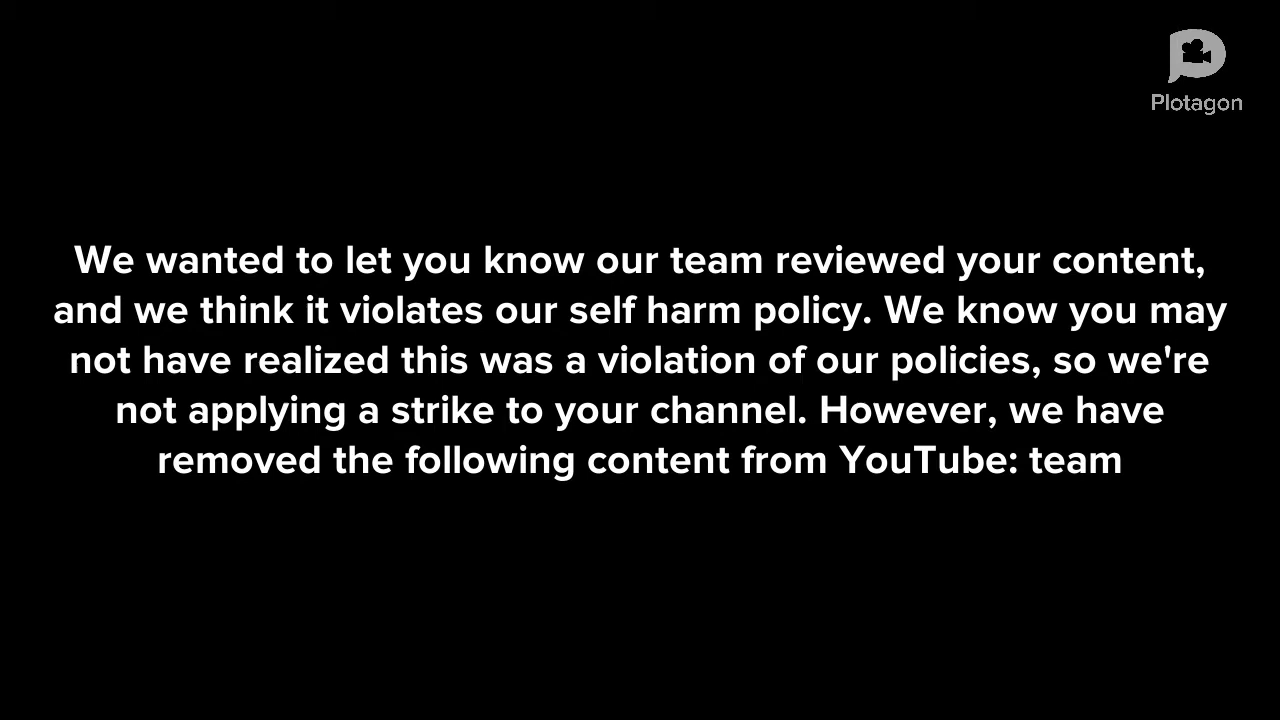 Plotagon
We wanted to let you know our team reviewed your content,
and we think it violates our self harm policy. We know you may
not have realized this was a violation of our policies, so we're
not applying a strike to your channel. However, we have
removed the following content from YouTube: team